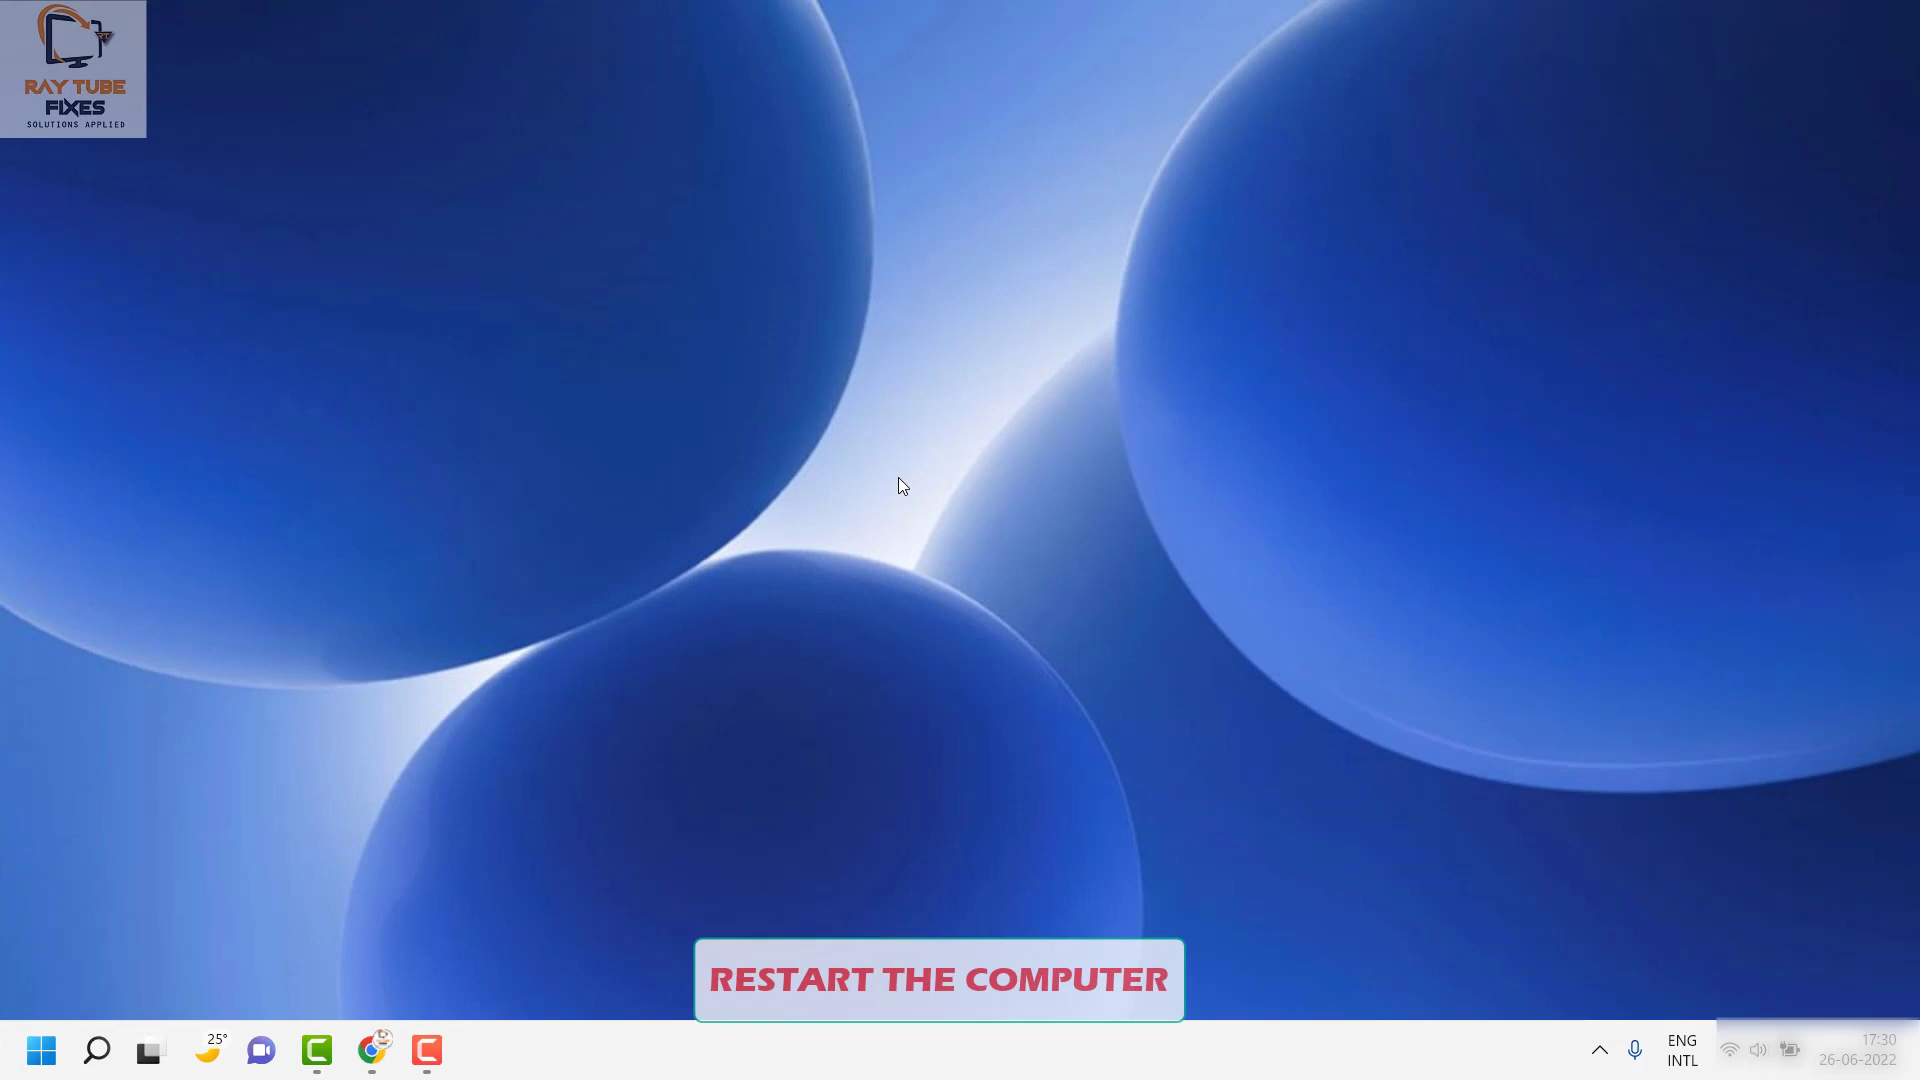 RAY TUBE
FIXES
SOLUTIONS APPLIED
RESTART THE COMPUTER
25°
ENG
INTL
17:30
26-06-2022